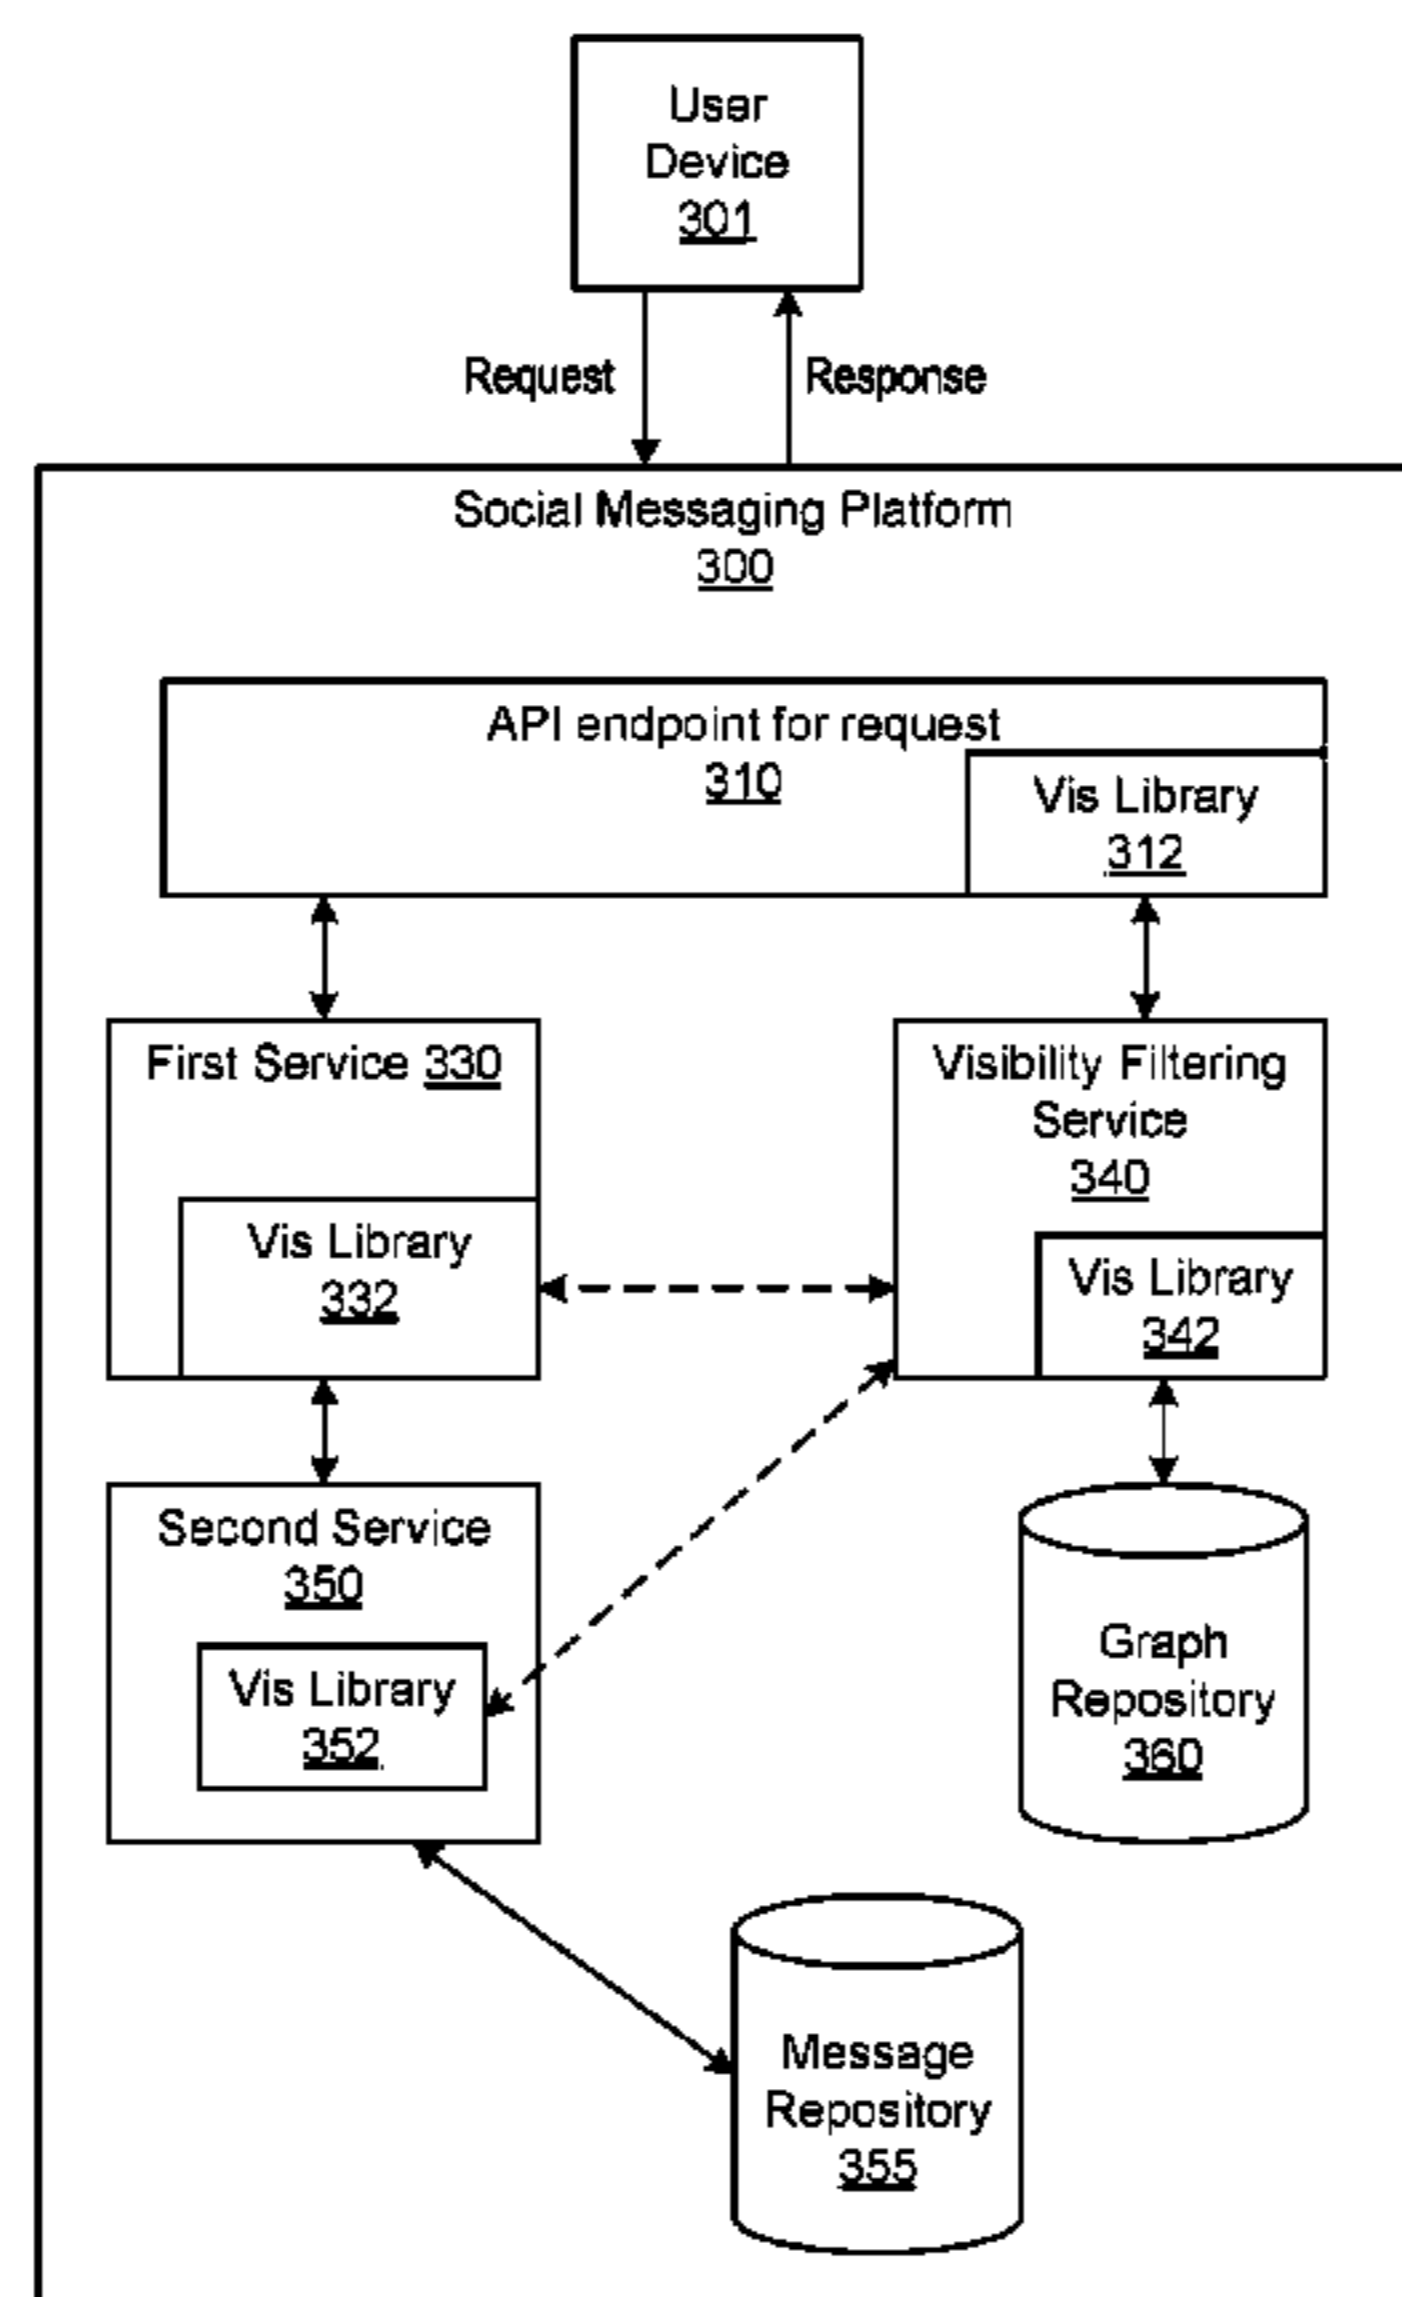 User
Device
301
Request
Response
Social Messaging Platform
300
API endpoint for request
310
Vis Library
312
First Service 330
Vis Library
332
Visibility Filtering
Service
340
Vis Library
342
Second Service
350
Vis Library
352
Graph
Repository
360
Message
Repository
355